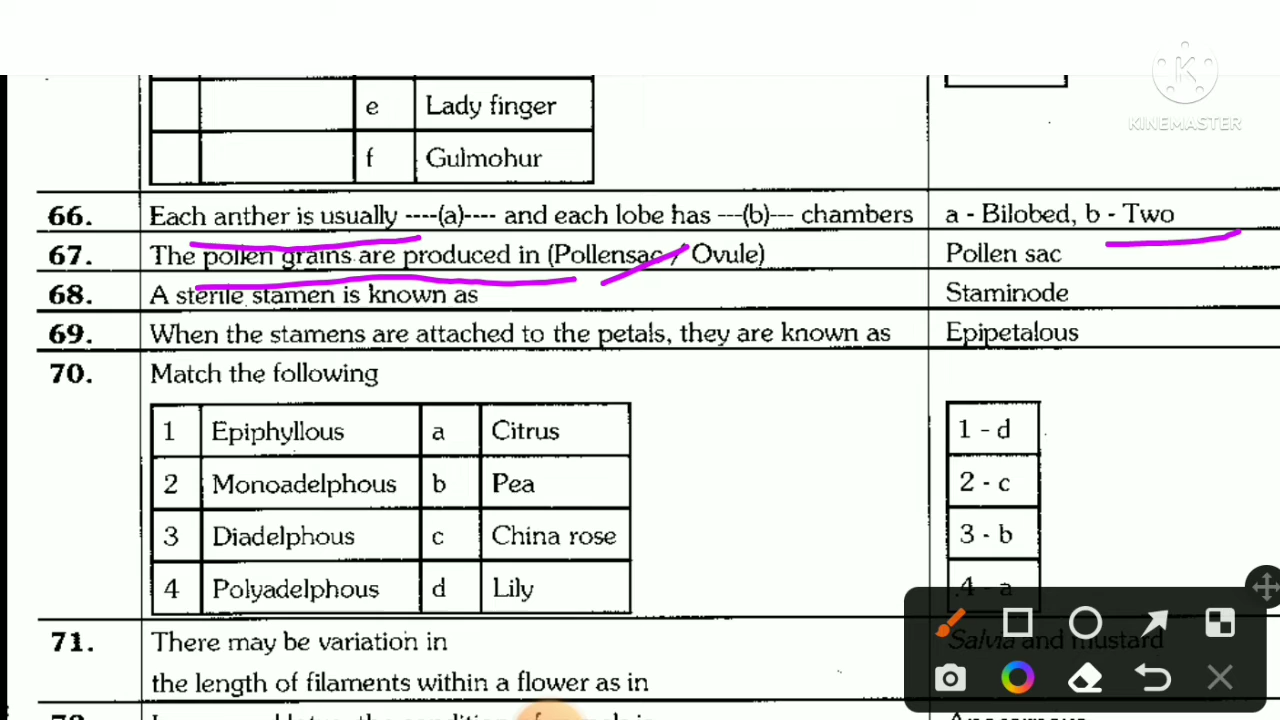 KINEMASTER
e Lady finger
f Gulmohur
66. Each anther is usually ----(a)---- and each lobe has ---(b)--- chambers a - Bilobed, b - Two
67. The pollen grains are produced in (Pollensac / Ovule) Pollen sac
68. A sterile stamen is known as Staminode
69. When the stamens are attached to the petals, they are known as Epipetalous
70. Match the following
1 Epiphyllous a Citrus 1 - d
2 Monoadelphous b Pea 2 - c
3 Diadelphous c China rose 3 - b
4 Polyadelphous d Lily 4 - a
71. There may be variation in Salvia and mustard
the length of filaments within a flower as in